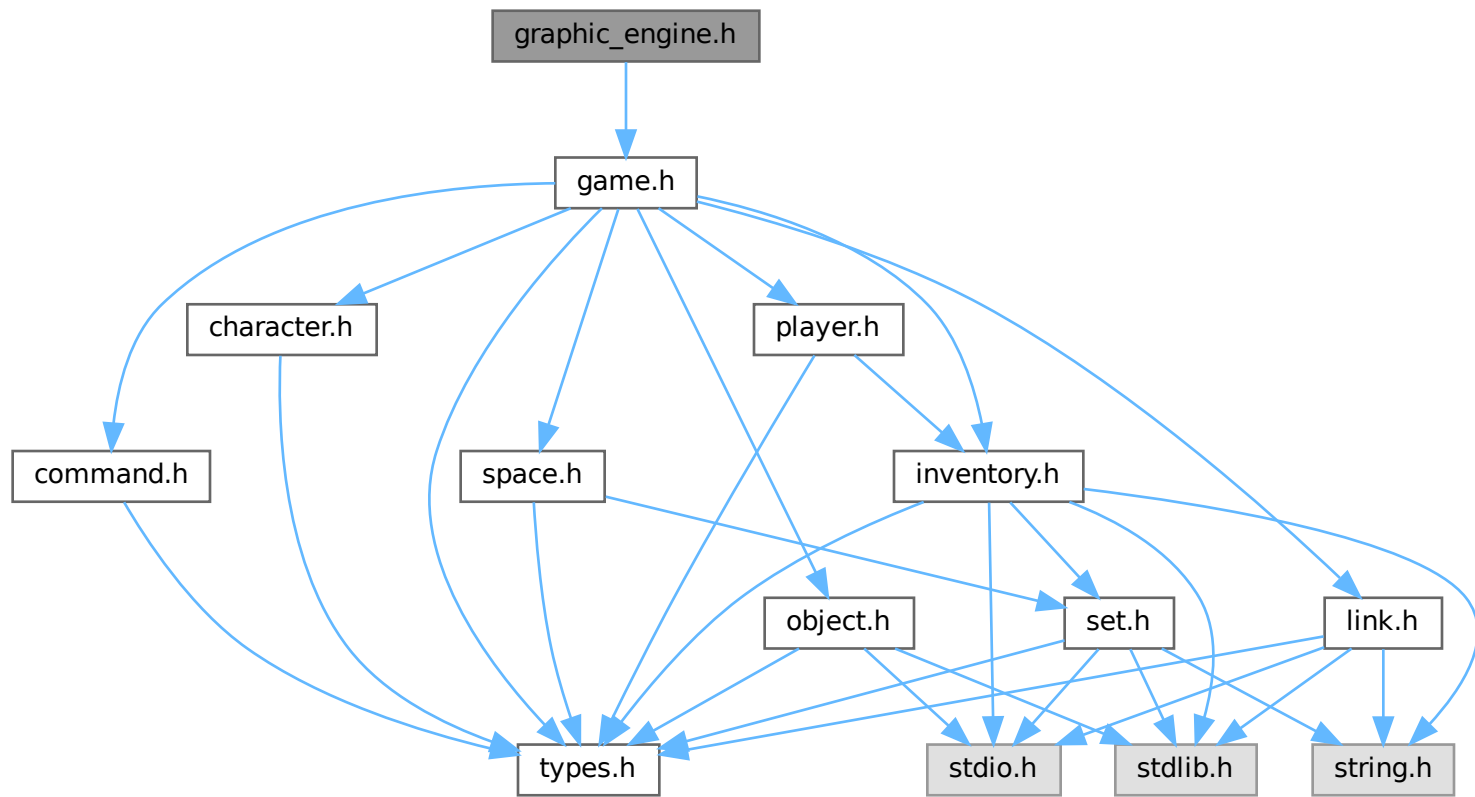 graphic_engine.h
game.h
character.h
player.h
command.h
space.h
inventory.h
object.h
set.h
link.h
types.h
stdio.h
stdlib.h
string.h